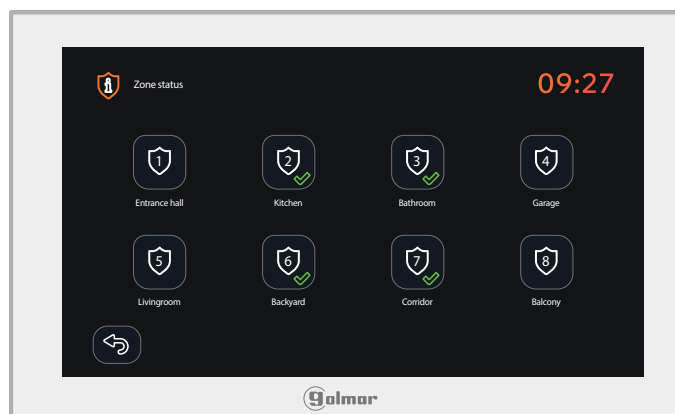 Zone status
09:27
1
2
3
4
Entrance hall
Kitchen
Bathroom
Garage
5
6
7
8
Livingroom
Backyard
Corridor
Balcony
golmar